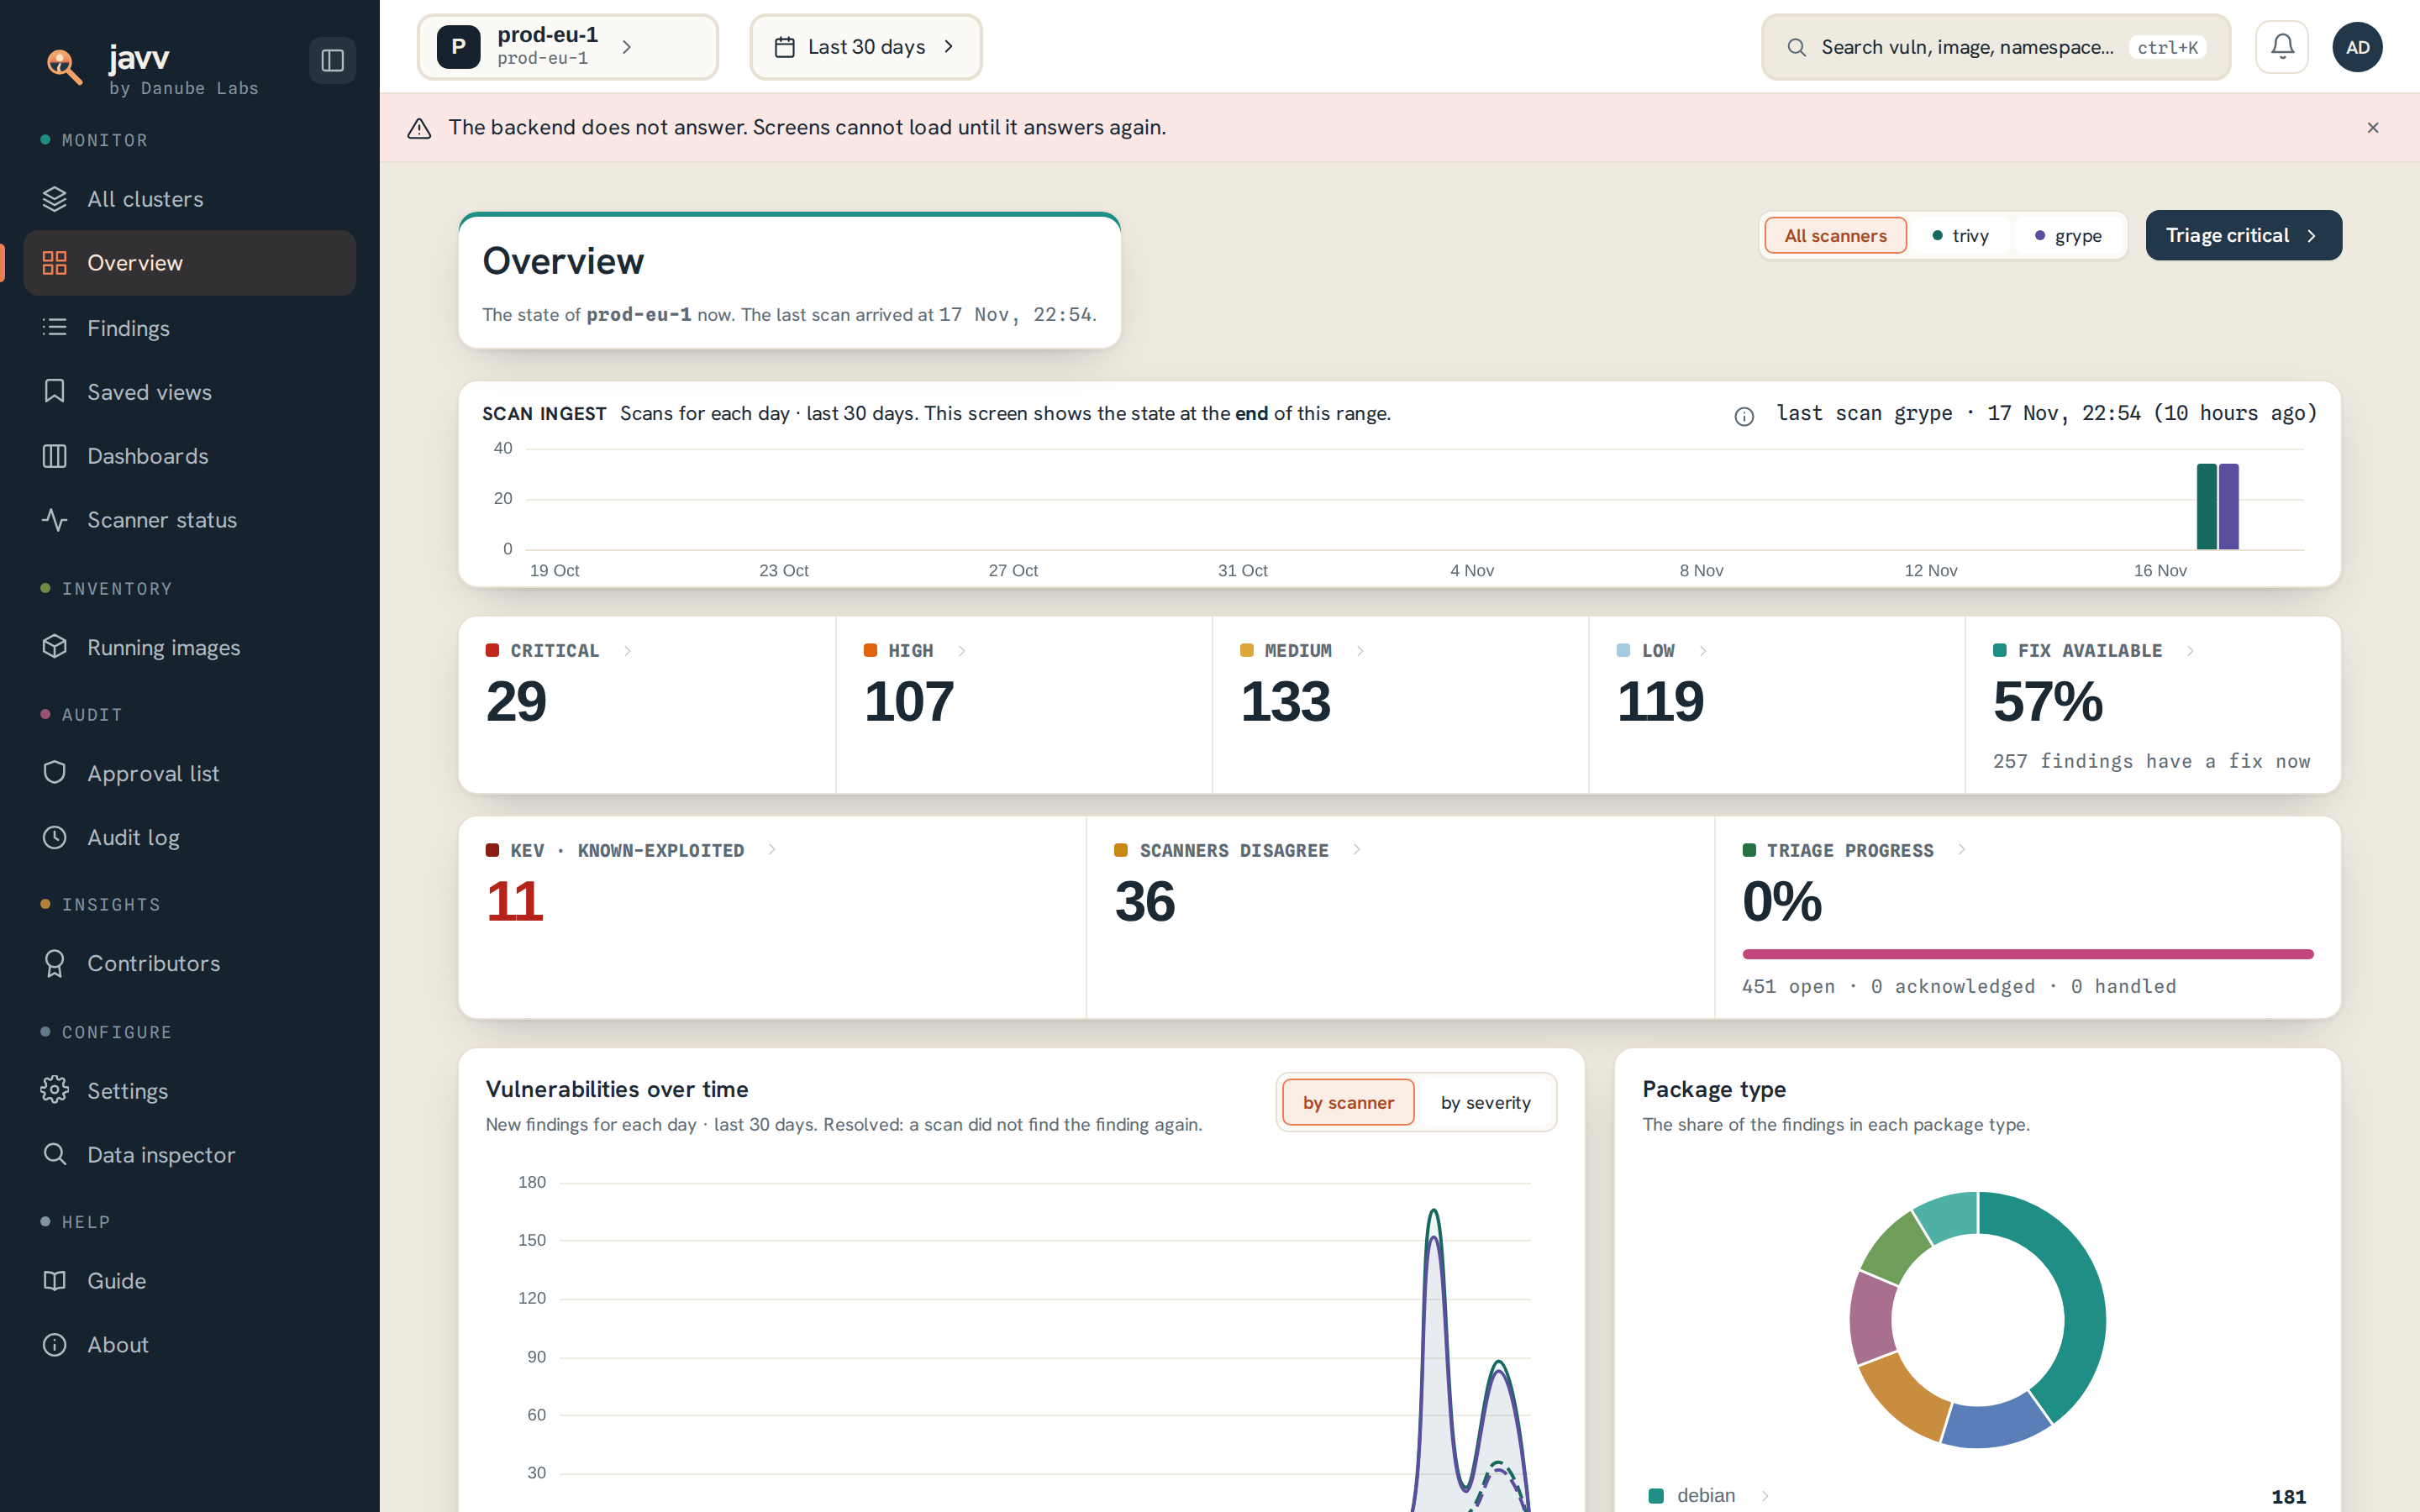 javv
by Danube Labs
MONITOR
All clusters
Overview
Findings
Saved views
Dashboards
Scanner status
INVENTORY
Running images
AUDIT
Approval list
Audit log
INSIGHTS
Contributors
CONFIGURE
Settings
Data inspector
HELP
Guide
About
P
prod-eu-1
prod-eu-1
Last 30 days
Search vuln, image, namespace...
ctrl+K
AD
The backend does not answer. Screens cannot load until it answers again.
Overview
The state of prod-eu-1 now. The last scan arrived at 17 Nov, 22:54.
All scanners
trivy
grype
Triage critical
SCAN INGEST Scans for each day · last 30 days. This screen shows the state at the end of this range.
last scan grype · 17 Nov, 22:54 (10 hours ago)
40
20
0
19 Oct 23 Oct 27 Oct 31 Oct 4 Nov 8 Nov 12 Nov 16 Nov
CRITICAL
29
HIGH
107
MEDIUM
133
LOW
119
FIX AVAILABLE
57%
257 findings have a fix now
KEV · KNOWN-EXPLOITED
11
SCANNERS DISAGREE
36
TRIAGE PROGRESS
0%
451 open · 0 acknowledged · 0 handled
Vulnerabilities over time
New findings for each day · last 30 days. Resolved: a scan did not find the finding again.
by scanner
by severity
180
150
120
90
60
30
Package type
The share of the findings in each package type.
debian
181